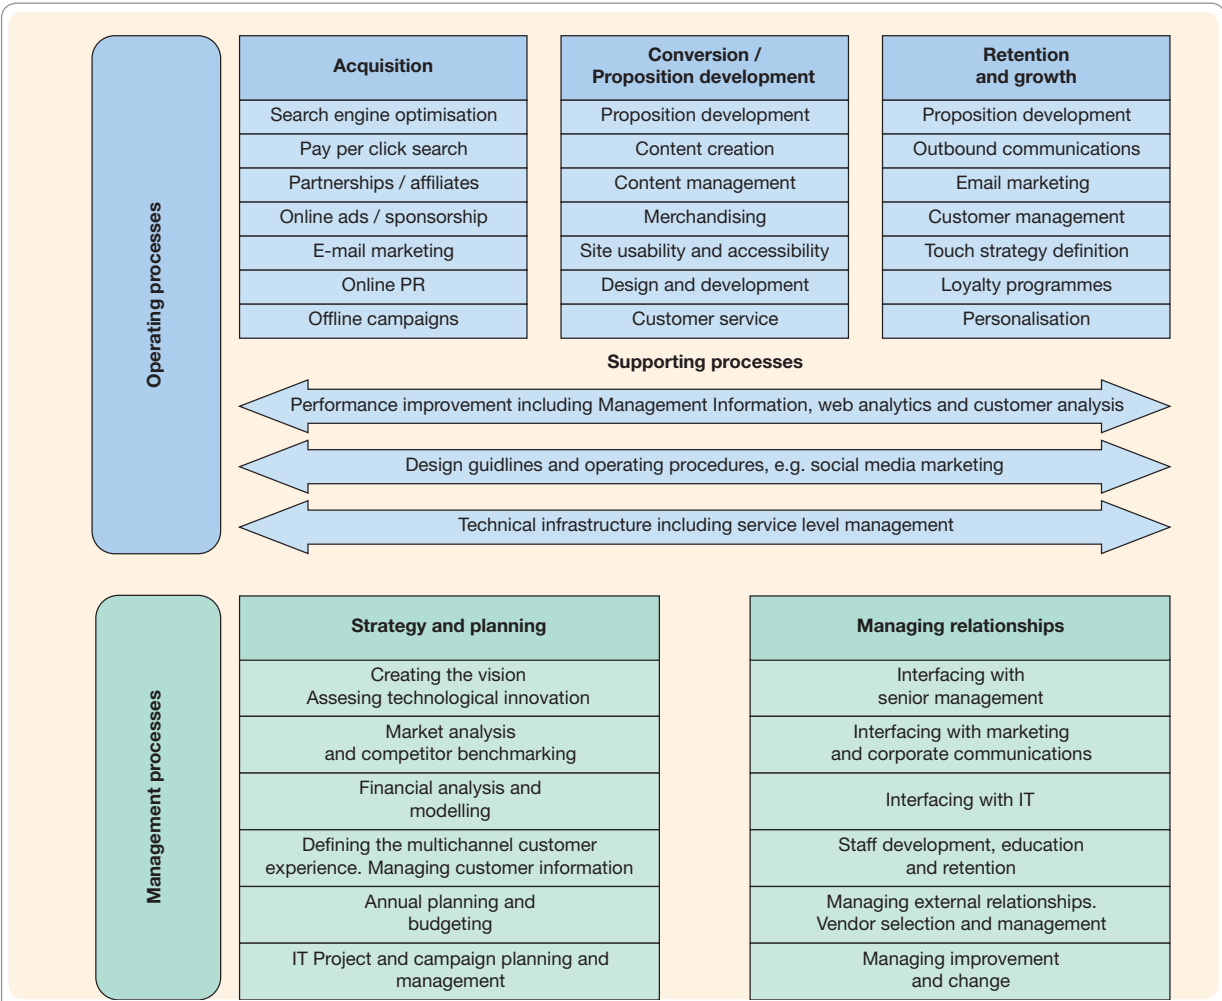 Operating processes
Acquisition
Search engine optimisation
Pay per click search
Partnerships / affiliates
Online ads / sponsorship
E-mail marketing
Online PR
Offline campaigns
Conversion /
Proposition development
Proposition development
Content creation
Content management
Merchandising
Site usability and accessibility
Design and development
Customer service
Retention
and growth
Proposition development
Outbound communications
Email marketing
Customer management
Touch strategy definition
Loyalty programmes
Personalisation
Supporting processes
Performance improvement including Management Information, web analytics and customer analysis
Design guidlines and operating procedures, e.g. social media marketing
Technical infrastructure including service level management
Management processes
Strategy and planning
Creating the vision
Assesing technological innovation
Market analysis
and competitor benchmarking
Financial analysis and
modelling
Defining the multichannel customer
experience. Managing customer information
Annual planning and
budgeting
IT Project and campaign planning and
management
Managing relationships
Interfacing with
senior management
Interfacing with marketing
and corporate communications
Interfacing with IT
Staff development, education
and retention
Managing external relationships.
Vendor selection and management
Managing improvement
and change